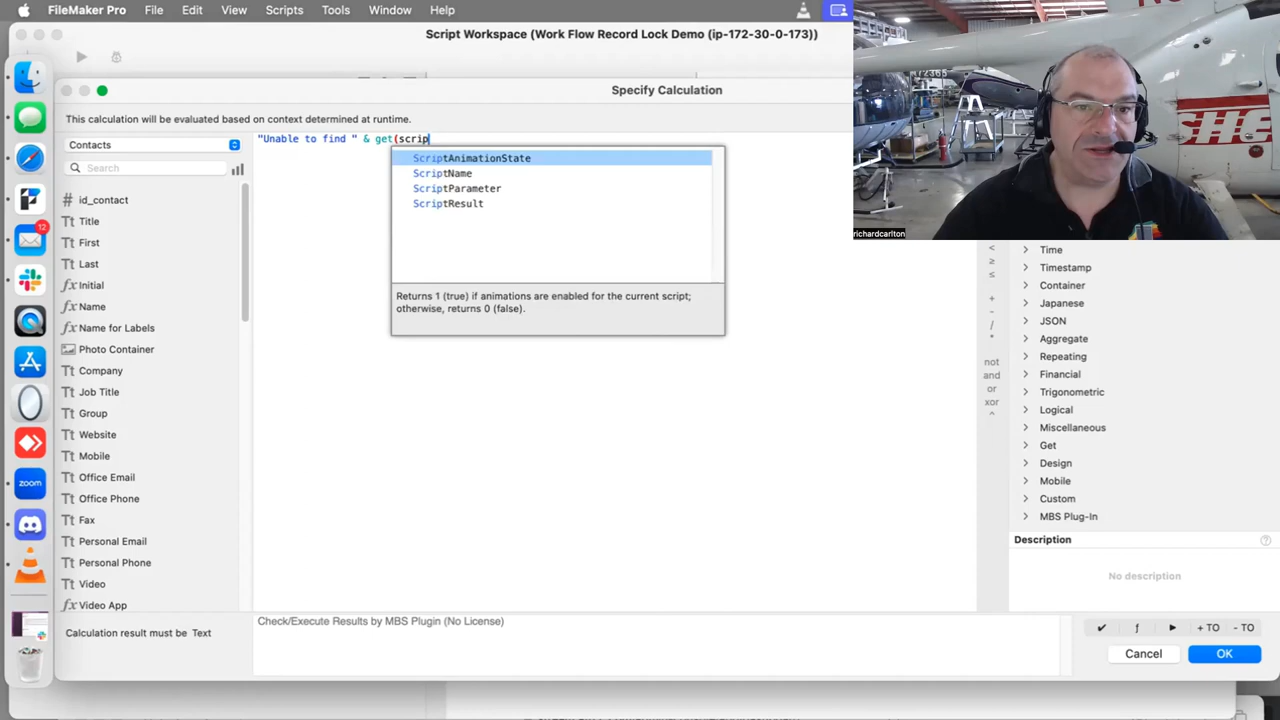 FileMaker Pro File Edit View Scripts Tools Window Help
Script Workspace (Work Flow Record Lock Demo (ip-172-30-0-173))
Specify Calculation
This calculation will be evaluated based on context determined at runtime.
Contacts
Search
id_contact
Title
First
Last
Initial
Name
Name for Labels
Photo Container
Company
Job Title
Group
Website
Mobile
Office Email
Office Phone
Fax
Personal Email
Personal Phone
Video
Video App
Calculation result must be Text
"Unable to find " & get(scrip
ScriptAnimationState
ScriptName
ScriptParameter
ScriptResult
Returns 1 (true) if animations are enabled for the current script;
otherwise, returns 0 (false).
Check/Execute Results by MBS Plugin (No License)
<
≥
≤
+
-
/
*
not
and
or
xor
^
Time
Timestamp
Container
Japanese
JSON
Aggregate
Repeating
Financial
Trigonometric
Logical
Miscellaneous
Get
Design
Mobile
Custom
MBS Plug-In
Description
No description
+ TO - TO
Cancel OK
12
zoom
N72365
SHE
richardcarlton